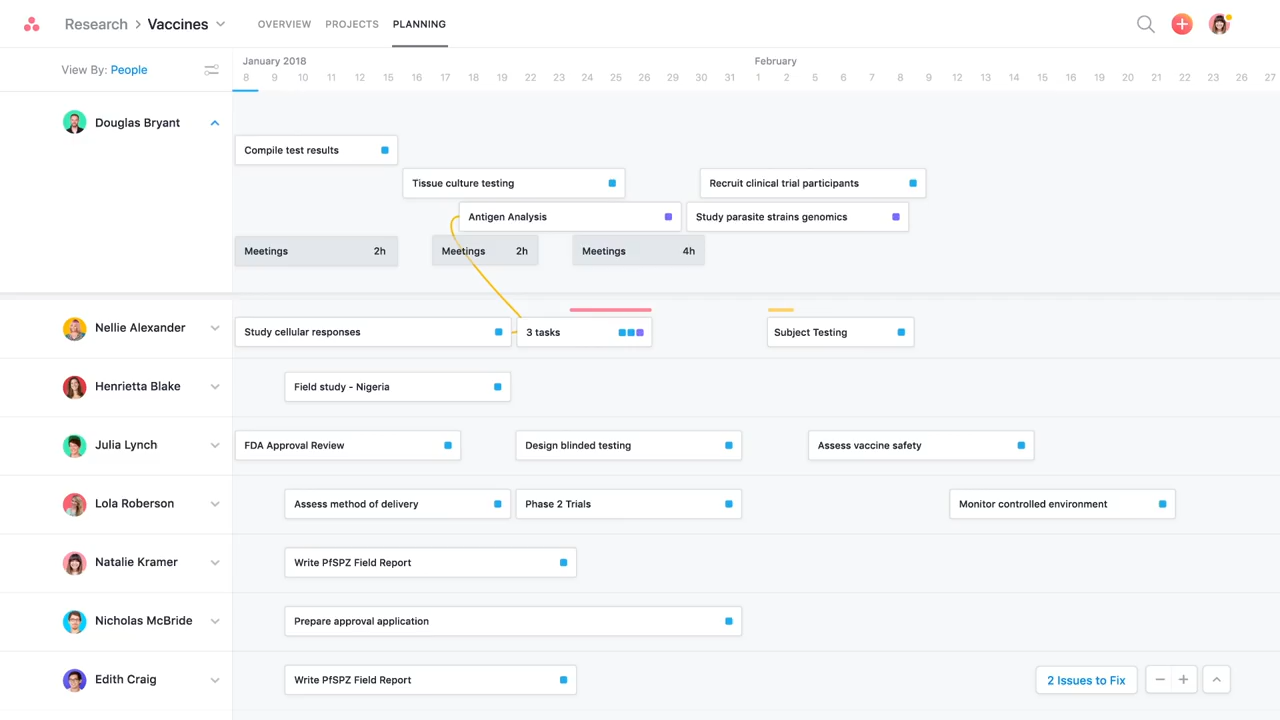 Research > Vaccines OVERVIEW PROJECTS PLANNING
View By: People
January 2018 February
8 9 10 11 12 15 16 17 18 19 22 23 24 25 26 29 30 31 1 2 5 6 7 8 9 12 13 14 15 16 19 20 21 22 23 26 27
Douglas Bryant
Compile test results
Tissue culture testing Recruit clinical trial participants
Antigen Analysis Study parasite strains genomics
Meetings 2h Meetings 2h Meetings 4h
Nellie Alexander Study cellular responses 3 tasks Subject Testing
Henrietta Blake Field study - Nigeria
Julia Lynch FDA Approval Review Design blinded testing Assess vaccine safety
Lola Roberson Assess method of delivery Phase 2 Trials Monitor controlled environment
Natalie Kramer Write PfSPZ Field Report
Nicholas McBride Prepare approval application
Edith Craig Write PfSPZ Field Report 2 Issues to Fix